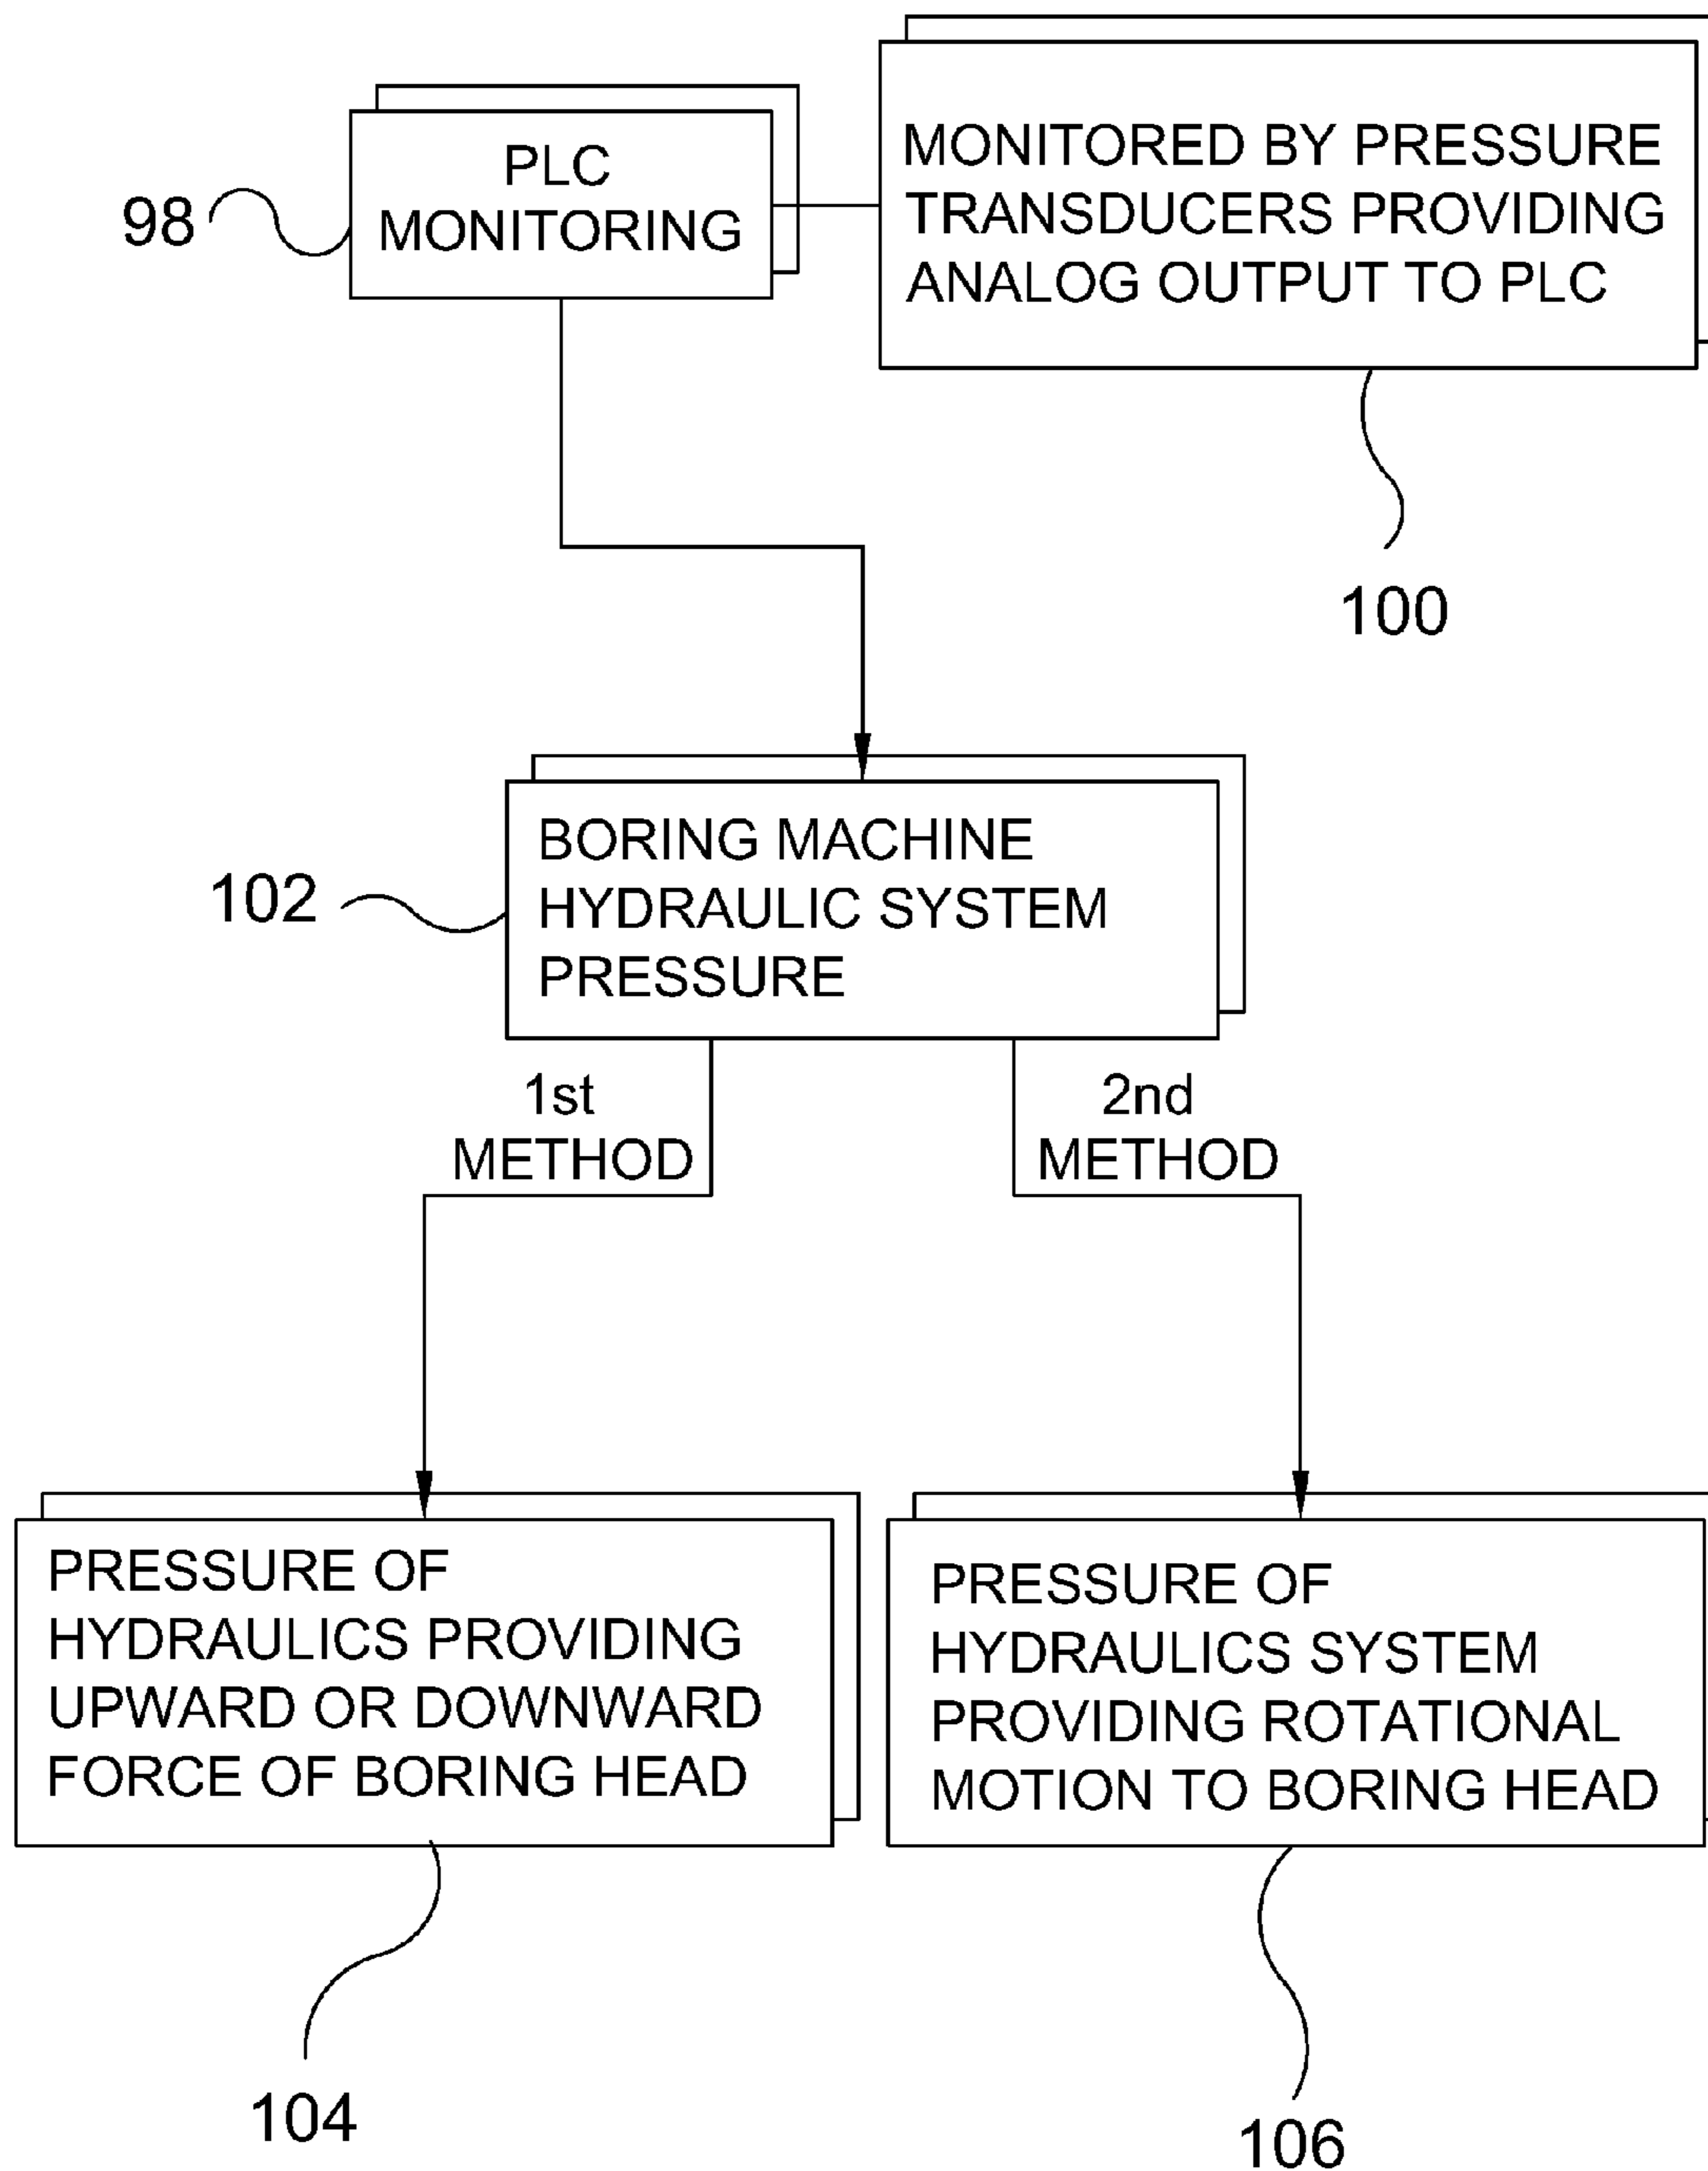 PLC
MONITORING
98
MONITORED BY PRESSURE
TRANSDUCERS PROVIDING
ANALOG OUTPUT TO PLC
100
BORING MACHINE
HYDRAULIC SYSTEM
PRESSURE
102
1st
METHOD
2nd
METHOD
PRESSURE OF
HYDRAULICS PROVIDING
UPWARD OR DOWNWARD
FORCE OF BORING HEAD
104
PRESSURE OF
HYDRAULICS SYSTEM
PROVIDING ROTATIONAL
MOTION TO BORING HEAD
106